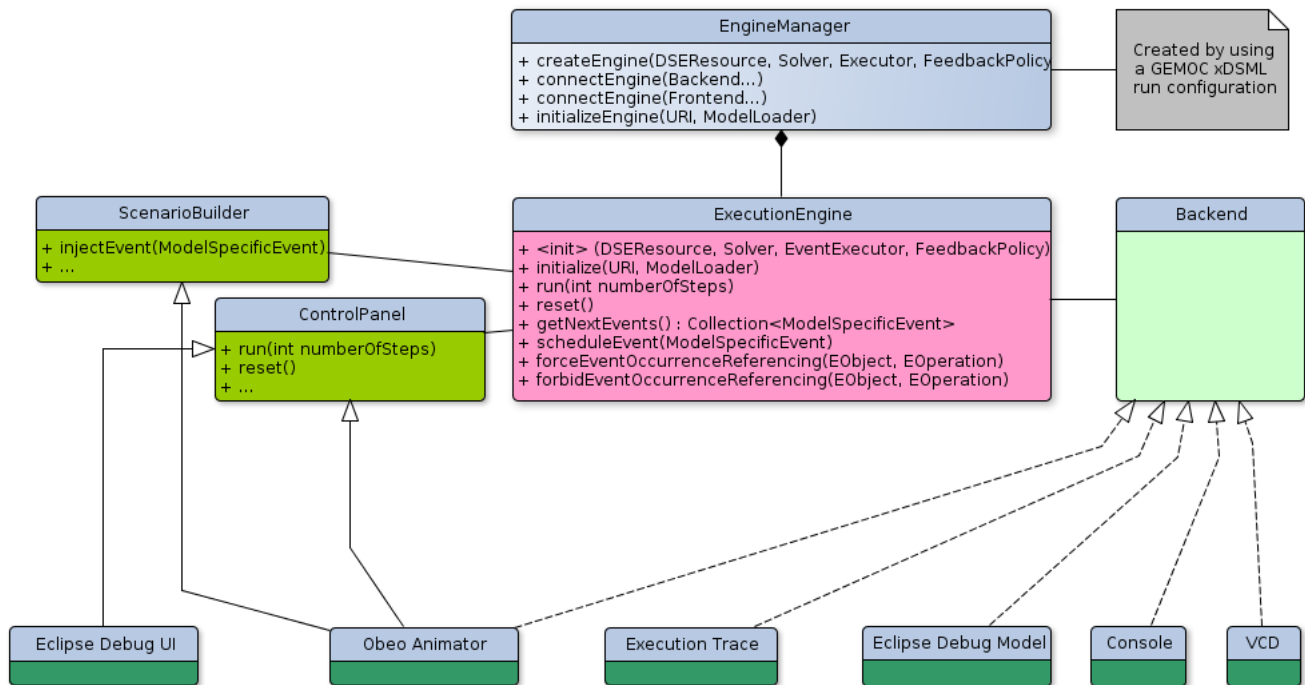 EngineManager
+ createEngine(DSEResource, Solver, Executor, FeedbackPolicy
+ connectEngine(Backend...)
+ connectEngine(Frontend...)
+ initializeEngine(URI, ModelLoader)
Created by using
a GEMOC xDSML
run configuration
ScenarioBuilder
+ injectEvent(ModelSpecificEvent)
+ ...
ExecutionEngine
+ <init> (DSEResource, Solver, EventExecutor, FeedbackPolicy)
+ initialize(URI, ModelLoader)
+ run(int numberOfSteps)
+ reset()
+ getNextEvents() : Collection<ModelSpecificEvent>
+ scheduleEvent(ModelSpecificEvent)
+ forceEventOccurrenceReferencing(EObject, EOperation)
+ forbidEventOccurrenceReferencing(EObject, EOperation)
Backend
ControlPanel
+ run(int numberOfSteps)
+ reset()
+ ...
Eclipse Debug UI
Obeo Animator
Execution Trace
Eclipse Debug Model
Console
VCD